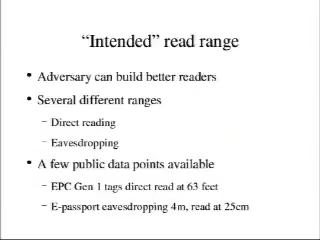 “Intended” read range
• Adversary can build better readers
• Several different ranges
– Direct reading
– Eavesdropping
• A few public data points available
– EPC Gen 1 tags direct read at 63 feet
– E-passport eavesdropping 4m, read at 25cm